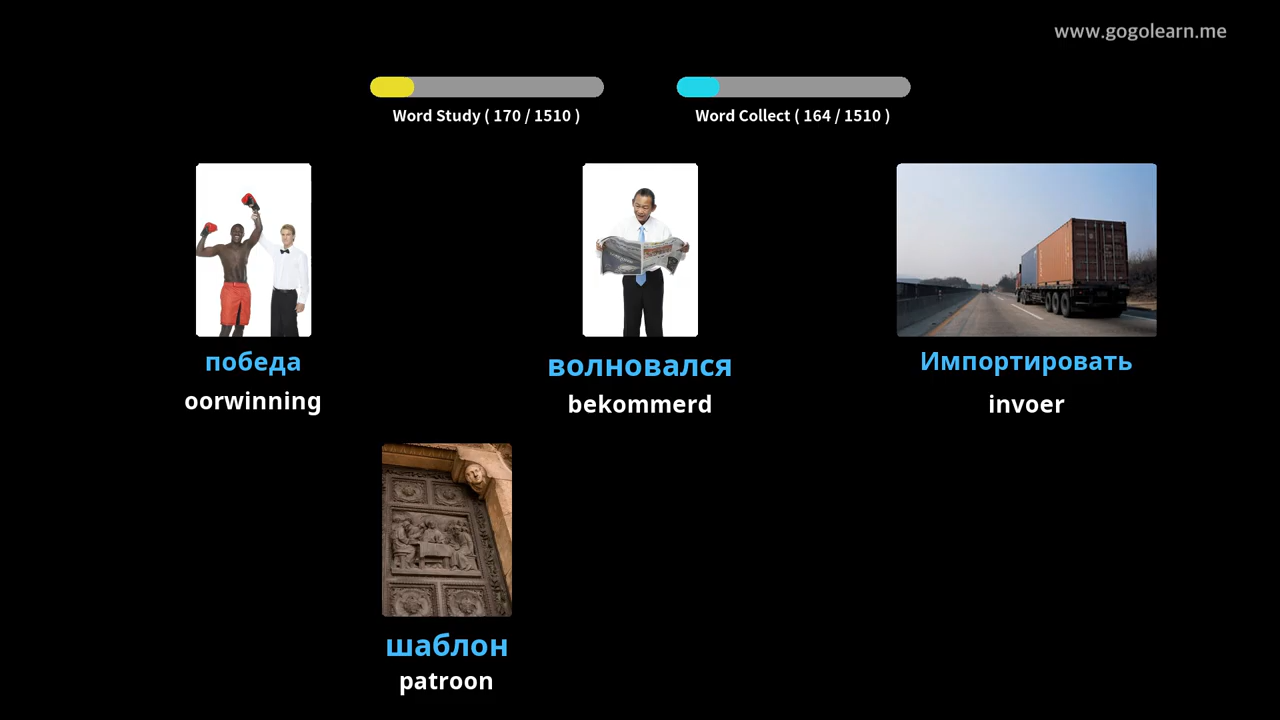 www.gogolearn.me
Word Study ( 170 / 1510 )
Word Collect ( 164 / 1510 )
победа
oorwinning
волновался
bekommerd
Импортировать
invoer
шаблон
patroon